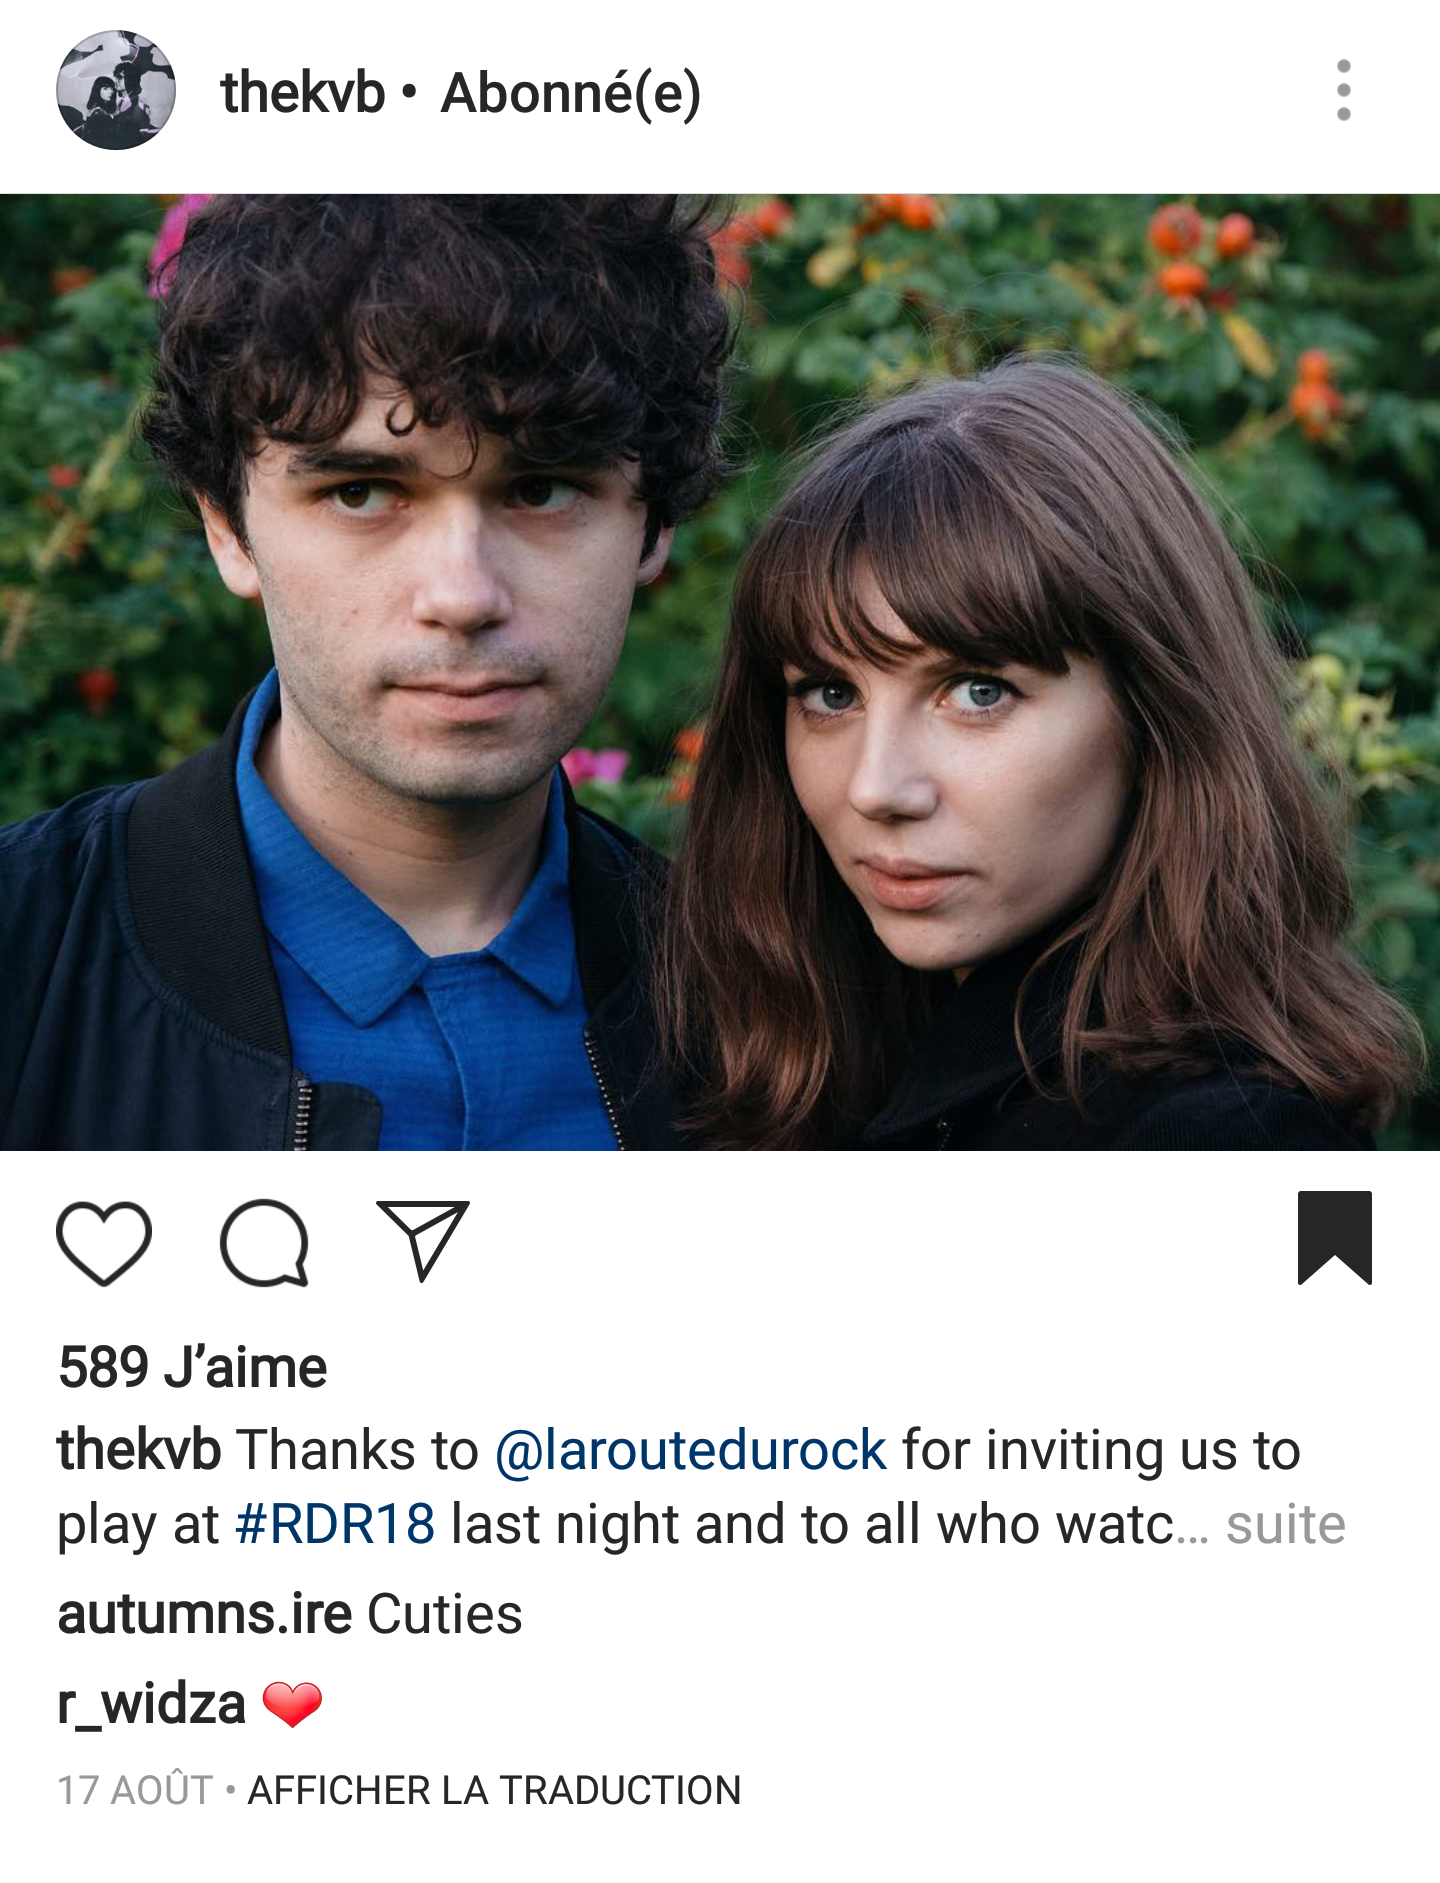 thekvb • Abonné(e)
589 J’aime
thekvb Thanks to @laroutedurock for inviting us to
play at #RDR18 last night and to all who watc... suite
autumns.ire Cuties
r_widza ❤
17 AOÛT • AFFICHER LA TRADUCTION